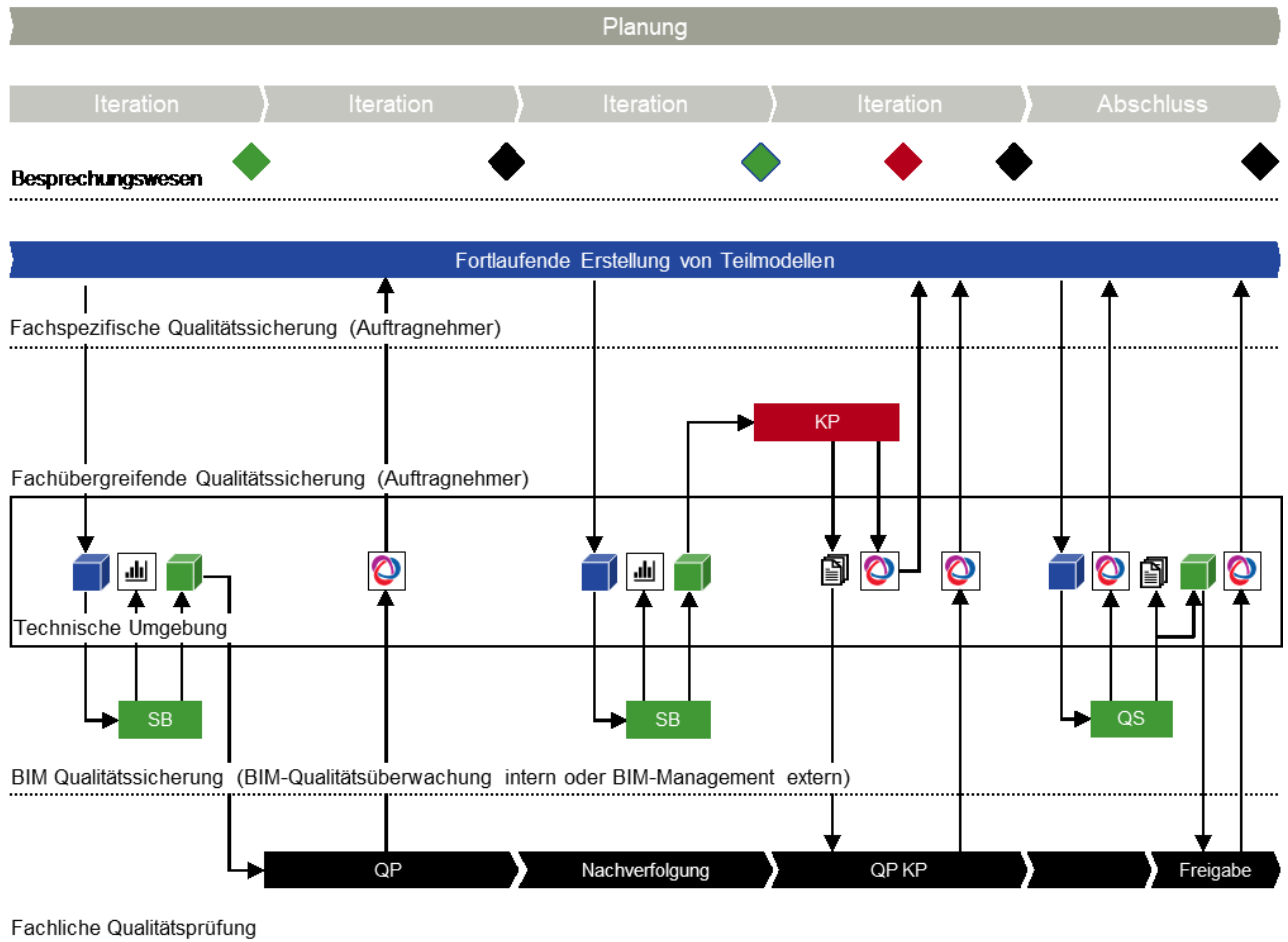 Planung
Iteration
Iteration
Iteration
Iteration
Abschluss
Besprechungswesen
Fortlaufende Erstellung von Teilmodellen
Fachspezifische Qualitätssicherung (Auftragnehmer)
KP
Fachübergreifende Qualitätssicherung (Auftragnehmer)
Technische Umgebung
SB
SB
QS
BIM Qualitätssicherung (BIM-Qualitätsüberwachung intern oder BIM-Management extern)
QP
Nachverfolgung
QP KP
Freigabe
Fachliche Qualitätsprüfung